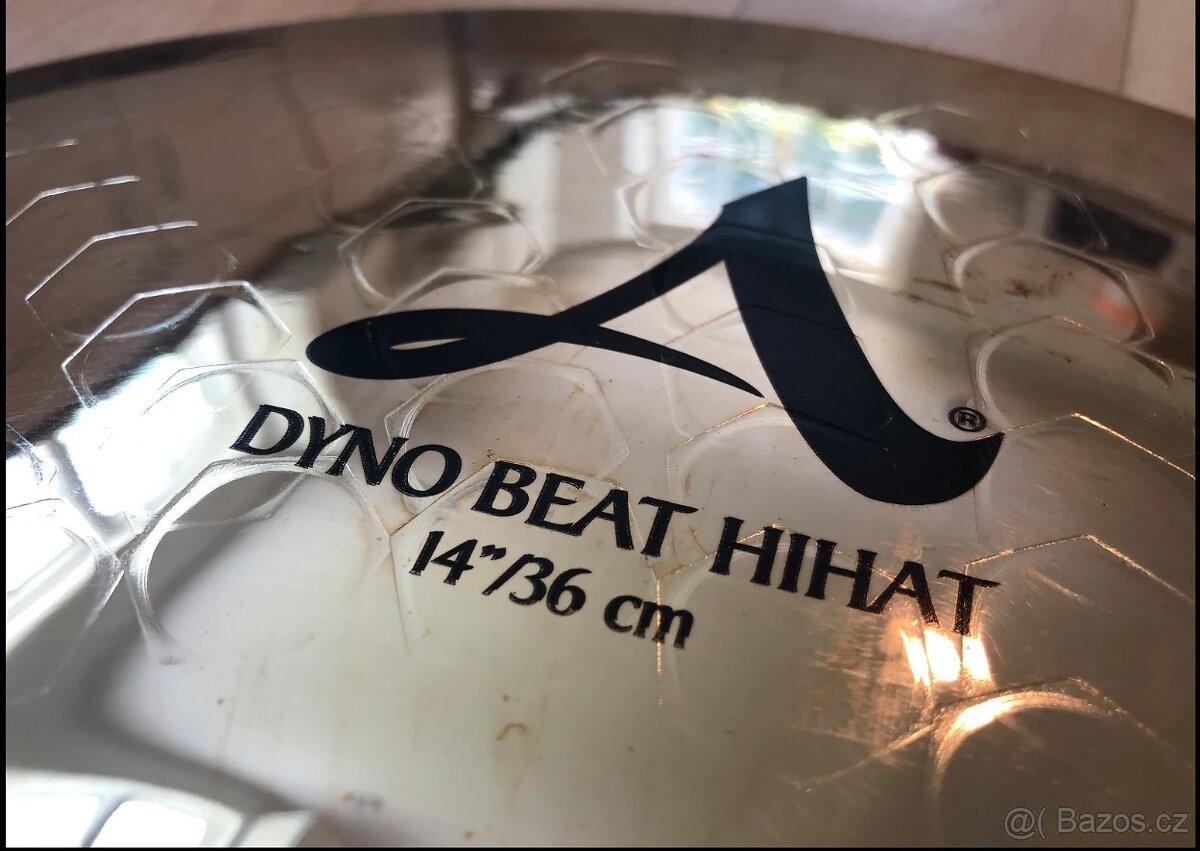 A ®
DYNO BEAT HIHAT
14”/36 cm
@( Bazos.cz